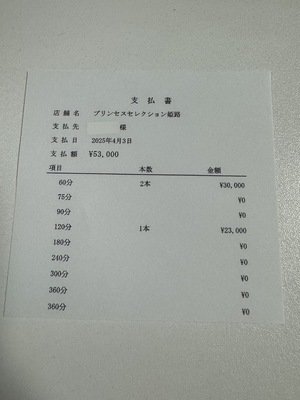 支払書
店舗名 プリンセスセレクション姫路
支払先 様
支払日 2025年4月3日
支払額 ¥53,000
項目 本数 金額
60分 2本 ¥30,000
75分 ¥0
90分 ¥0
120分 1本 ¥23,000
180分 ¥0
240分 ¥0
300分 ¥0
360分 ¥0
360分 ¥0